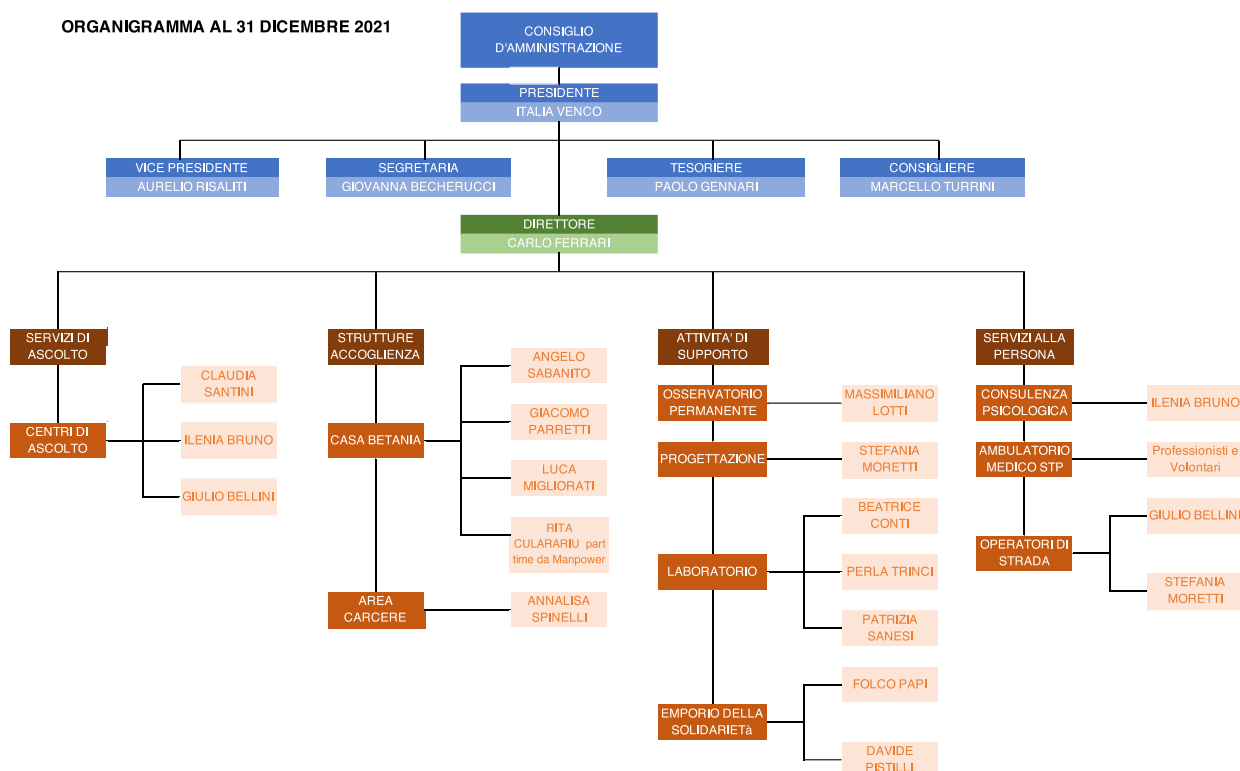 ORGANIGRAMMA AL 31 DICEMBRE 2021
CONSIGLIO
D'AMMINISTRAZIONE
PRESIDENTE
ITALIA VENCO
VICE PRESIDENTE
AURELIO RISALITI
SEGRETARIA
GIOVANNA BECHERUCCI
TESORIERE
PAOLO GENNARI
CONSIGLIERE
MARCELLO TURRINI
DIRETTORE
CARLO FERRARI
SERVIZI DI
ASCOLTO
CENTRI DI
ASCOLTO
CLAUDIA
SANTINI
ILENIA BRUNO
GIULIO BELLINI
STRUTTURE
ACCOGLIENZA
CASA BETANIA
ANGELO
SABANITO
GIACOMO
PARRETTI
LUCA
MIGLIORATI
RITA
CULARARIU part
time da Manpower
AREA
CARCERE
ANNALISA
SPINELLI
ATTIVITA' DI
SUPPORTO
OSSERVATORIO
PERMANENTE
MASSIMILIANO
LOTTI
PROGETTAZIONE
STEFANIA
MORETTI
LABORATORIO
BEATRICE
CONTI
PERLA TRINCI
PATRIZIA
SANESI
EMPORIO DELLA
SOLIDARIETà
FOLCO PAPI
DAVIDE
PISTILLI
SERVIZI ALLA
PERSONA
CONSULENZA
PSICOLOGICA
ILENIA BRUNO
AMBULATORIO
MEDICO STP
Professionisti e
Volontari
OPERATORI DI
STRADA
GIULIO BELLINI
STEFANIA
MORETTI